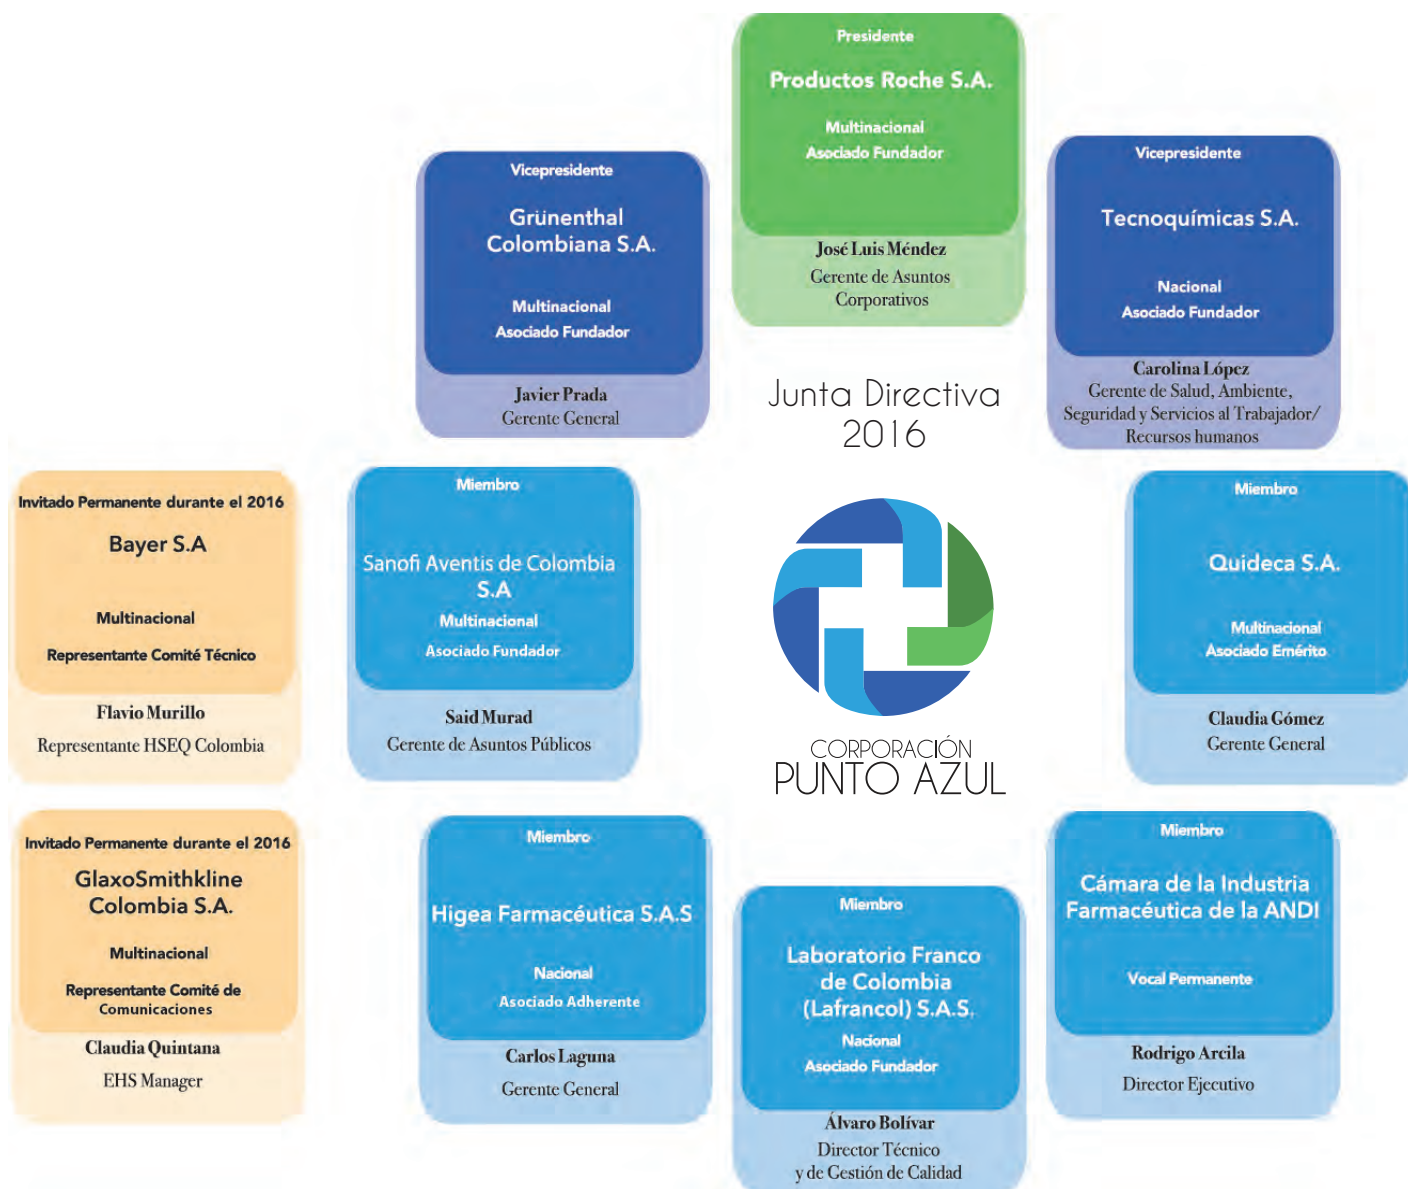 Presidente
Productos Roche S.A.
Multinacional
Asociado Fundador
José Luis Méndez
Gerente de Asuntos
Corporativos
Vicepresidente
Grünenthal
Colombiana S.A.
Multinacional
Asociado Fundador
Javier Prada
Gerente General
Vicepresidente
Tecnoquímicas S.A.
Nacional
Asociado Fundador
Carolina López
Gerente de Salud, Ambiente,
Seguridad y Servicios al Trabajador/
Recursos humanos
Junta Directiva
2016
Invitado Permanente durante el 2016
Bayer S.A
Multinacional
Representante Comité Técnico
Flavio Murillo
Representante HSEQ Colombia
Miembro
Sanofi Aventis de Colombia
S.A
Multinacional
Asociado Fundador
Said Murad
Gerente de Asuntos Públicos
CORPORACIÓN
PUNTO AZUL
Miembro
Quideca S.A.
Multinacional
Asociado Emérito
Claudia Gómez
Gerente General
Invitado Permanente durante el 2016
GlaxoSmithkline
Colombia S.A.
Multinacional
Representante Comité de
Comunicaciones
Claudia Quintana
EHS Manager
Miembro
Higea Farmacéutica S.A.S
Nacional
Asociado Adherente
Carlos Laguna
Gerente General
Miembro
Laboratorio Franco
de Colombia
(Lafrancol) S.A.S.
Nacional
Asociado Fundador
Álvaro Bolívar
Director Técnico
y de Gestión de Calidad
Miembro
Cámara de la Industria
Farmacéutica de la ANDI
Vocal Permanente
Rodrigo Arcila
Director Ejecutivo